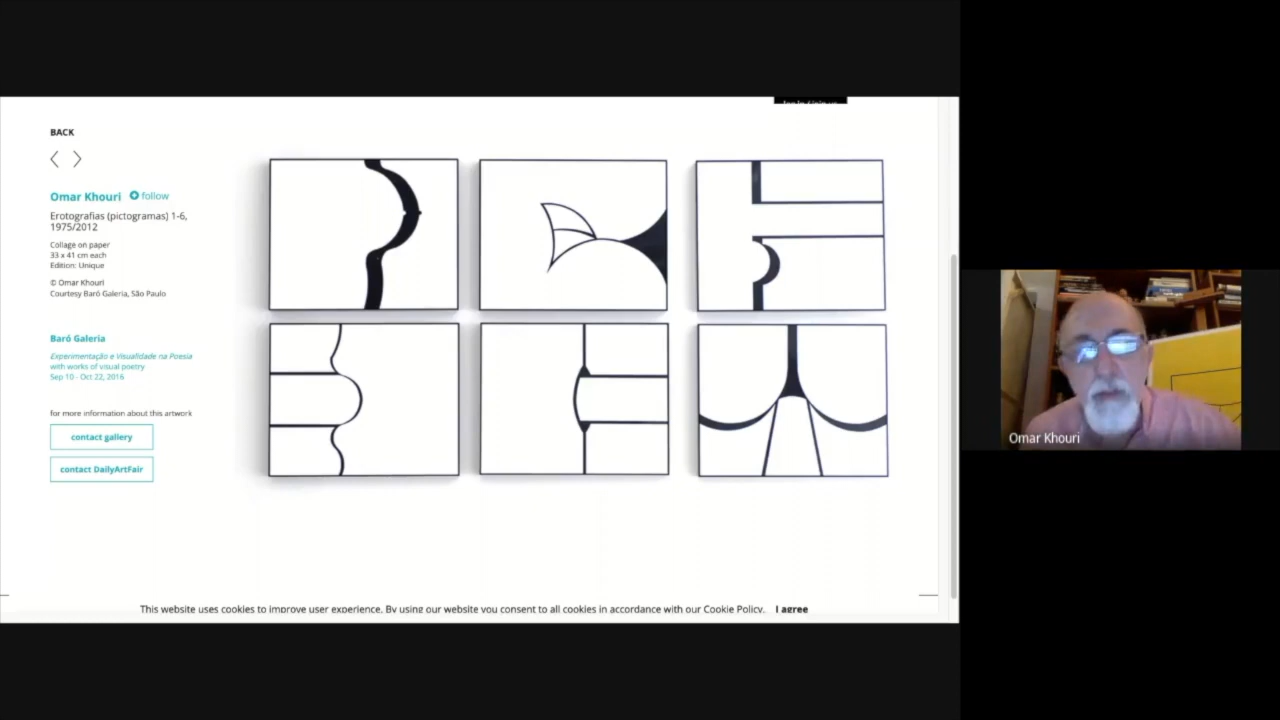 BACK
Omar Khouri follow
Erotografias (pictogramas) 1-6,
1975/2012
Collage on paper
33 x 41 cm each
Edition: Unique
© Omar Khouri
Courtesy Baró Galeria, São Paulo
Baró Galeria
Experimentação e Visualidade na Poesia
with works of visual poetry
Sep 10 - Oct 22, 2016
for more information about this artwork
contact gallery
contact DailyArtFair
This website uses cookies to improve user experience. By using our website you consent to all cookies in accordance with our Cookie Policy. I agree
Omar Khouri